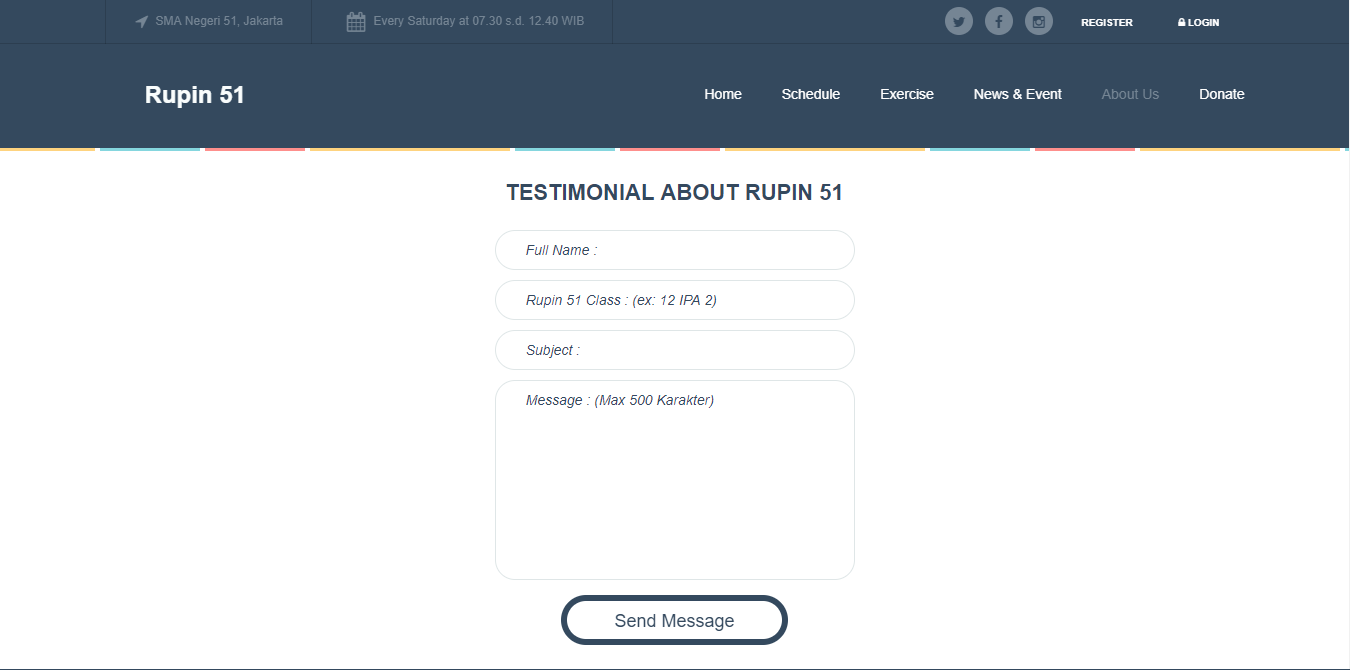 SMA Negeri 51, Jakarta
Every Saturday at 07.30 s.d. 12.40 WIB
REGISTER
LOGIN
Rupin 51
Home
Schedule
Exercise
News & Event
About Us
Donate
TESTIMONIAL ABOUT RUPIN 51
Full Name :
Rupin 51 Class : (ex: 12 IPA 2)
Subject :
Message : (Max 500 Karakter)
Send Message